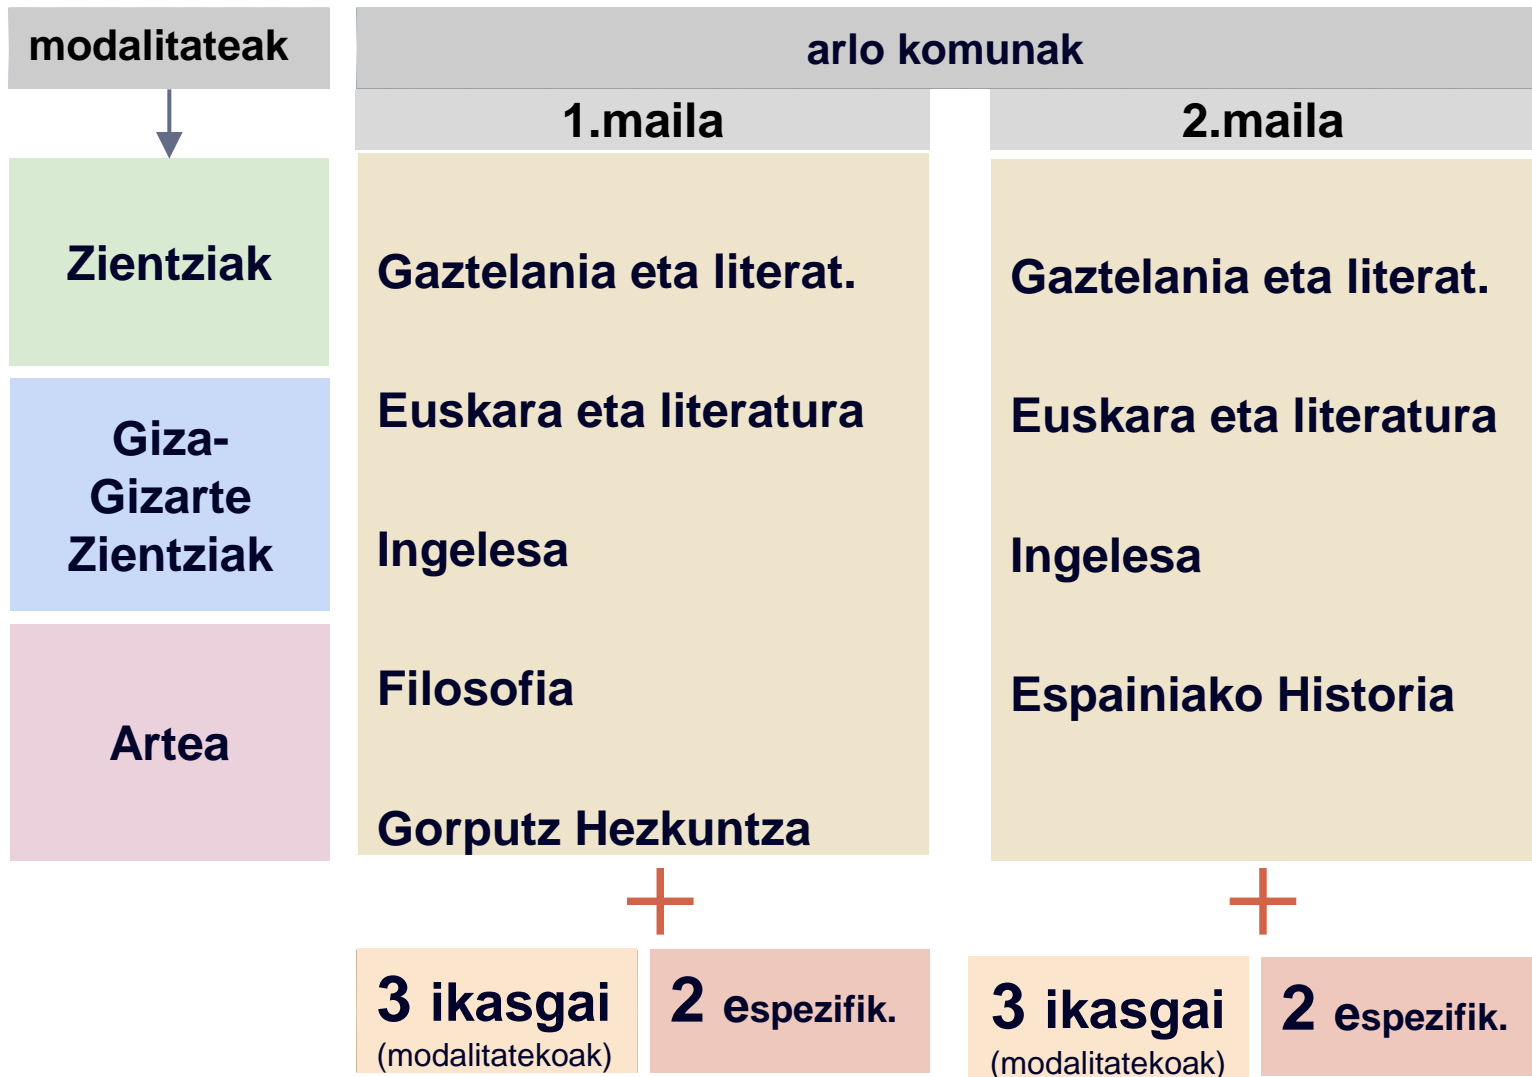 modalitateak
arlo komunak
1.maila
2.maila
Zientziak
Giza-
Gizarte
Zientziak
Artea
Gaztelania eta literat.
Euskara eta literatura
Ingelesa
Filosofia
Gorputz Hezkuntza
Gaztelania eta literat.
Euskara eta literatura
Ingelesa
Espainiako Historia
3 ikasgai
(modalitatekoak)
2 espezifik.
3 ikasgai
(modalitatekoak)
2 espezifik.